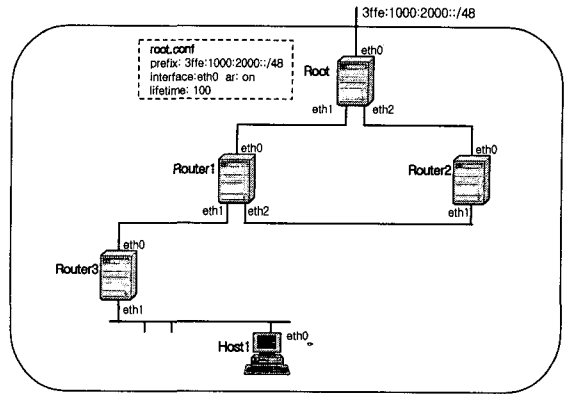 3ffe:1000:2000::/48
root.conf
prefix: 3ffe:1000:2000::/48
interface:eth0 ar: on
lifetime: 100
eth0
Root
eth1
eth2
eth0
Router1
eth1
eth2
eth0
Router2
eth1
eth0
Router3
eth1
Host1
eth0